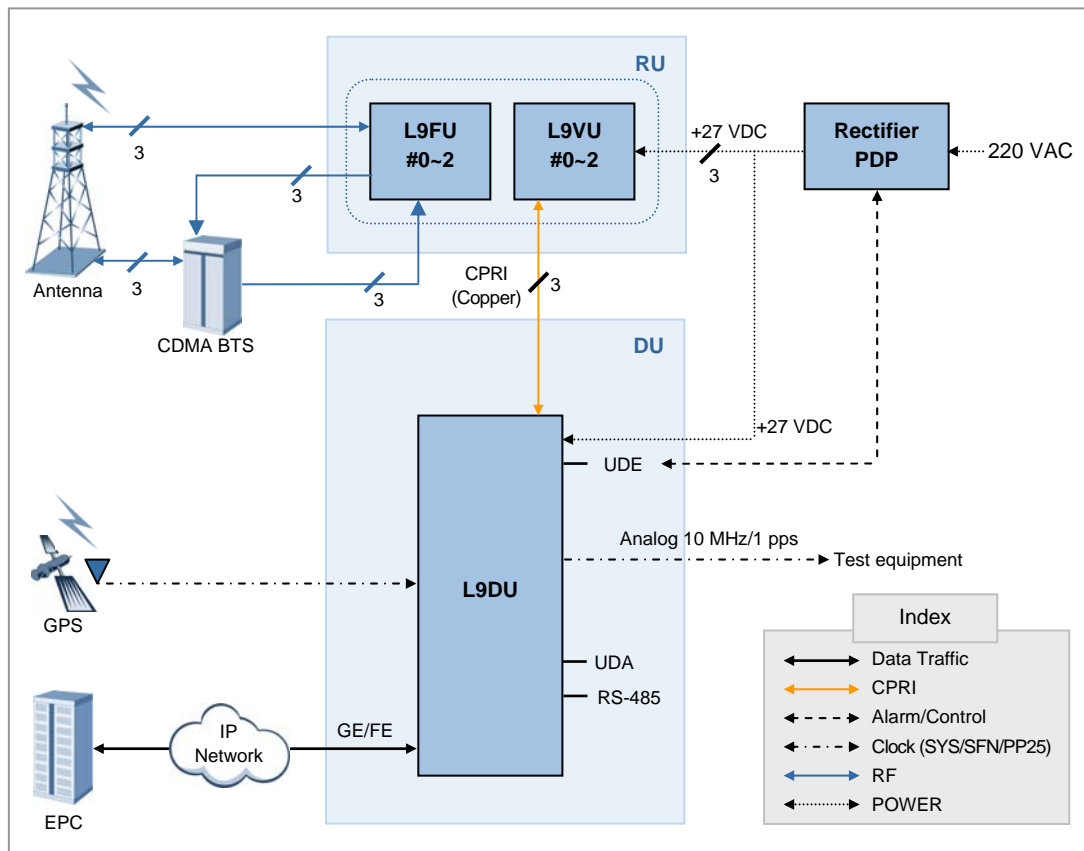 RU
L9FU
#0~2
L9VU
#0~2
+27 VDC
3
Rectifier
PDP
220 VAC
3
3
3
3
Antenna
CDMA BTS
CPRI
(Copper)
3
DU
+27 VDC
UDE
Analog 10 MHz/1 pps
Test equipment
L9DU
GPS
UDA
RS-485
GE/FE
IP
Network
EPC
Index
Data Traffic
CPRI
Alarm/Control
Clock (SYS/SFN/PP25)
RF
POWER